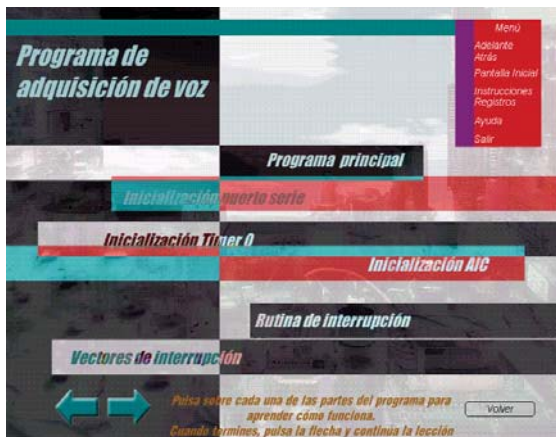 Programa de
adquisición de voz
Menú
Adelante
Atrás
Pantalla Inicial
Instrucciones
Registros
Ayuda
Salir
Programa principal
Inicialización puerto serie
Inicialización Timer 0
Inicialización AIC
Rutina de interrupción
Vectores de interrupción
Pulsa sobre cada una de las partes del programa para
aprender cómo funciona.
Cuando termines, pulsa la flecha y continúa la lección
Volver